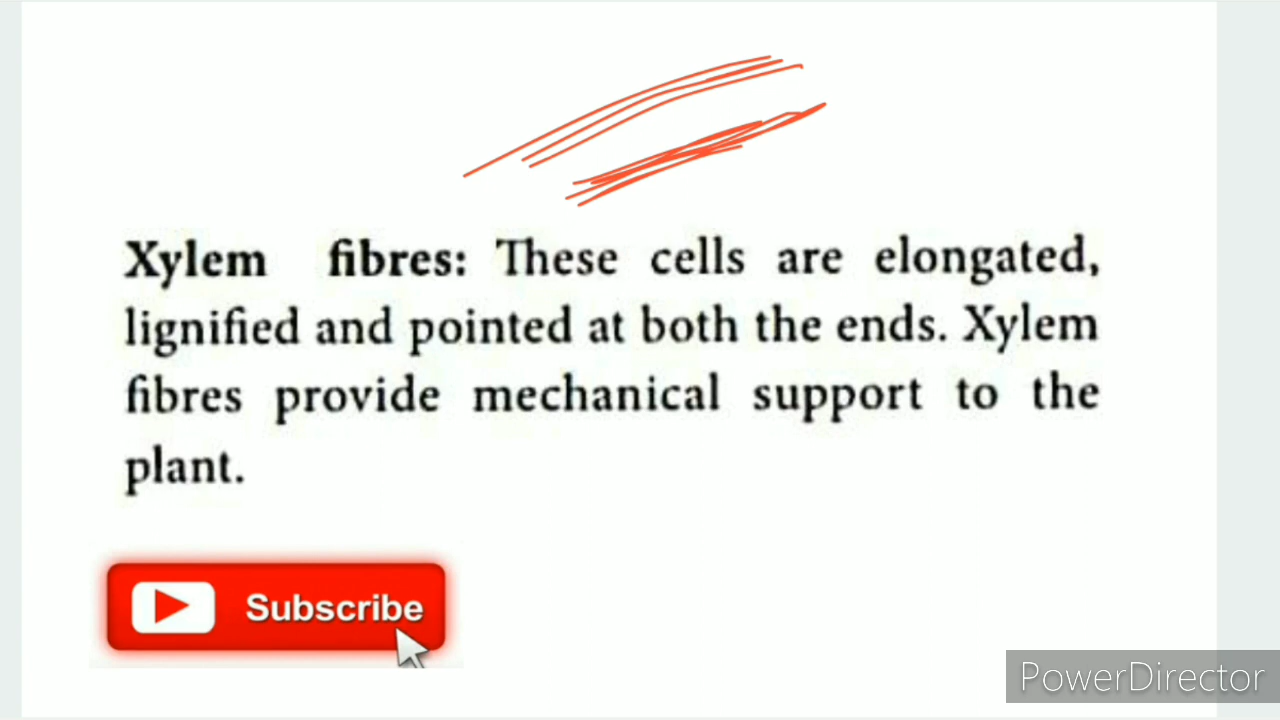 Xylem fibres: These cells are elongated,
lignified and pointed at both the ends. Xylem
fibres provide mechanical support to the
plant.
Subscribe
PowerDirector